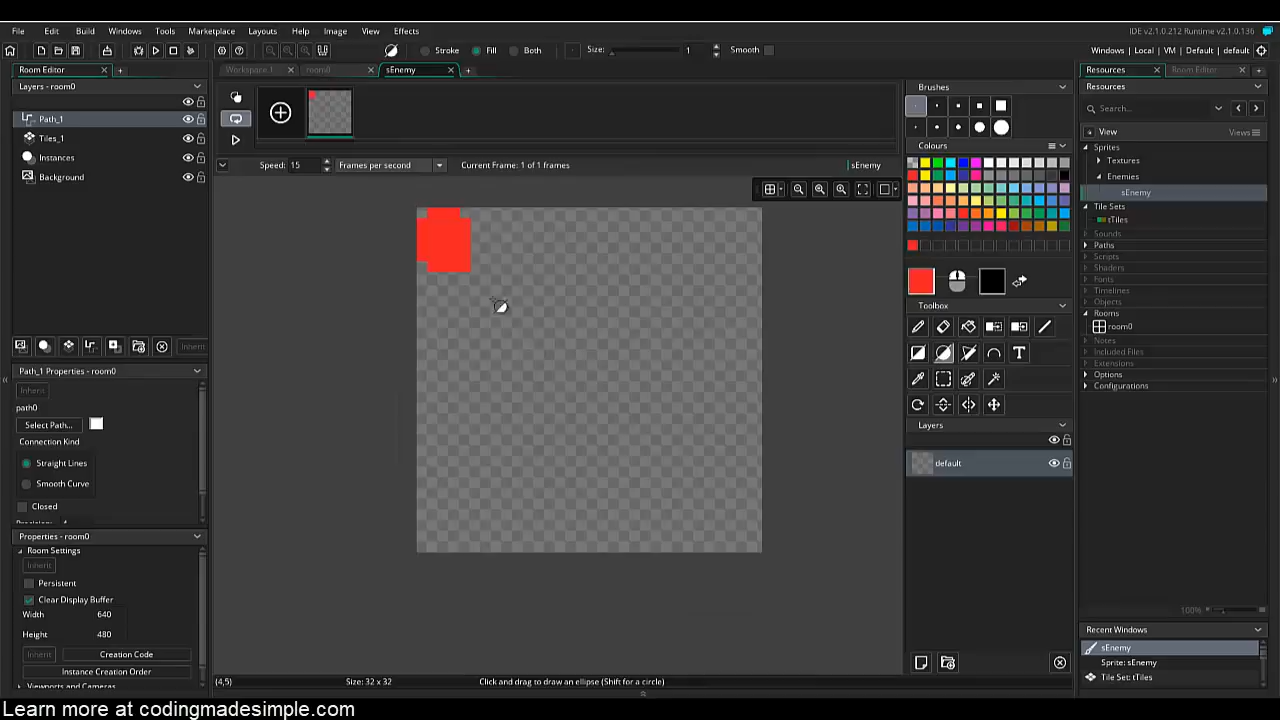 File Edit Build Windows Tools Marketplace Layouts Help Image View Effects
IDE v2.1.0.212 Runtime v2.1.0.136
Stroke Fill Both Size: 1 Smooth
Windows | Local | VM | Default | default
Room Editor
Workspace 1 room0 sEnemy
Resources Room Editor
Layers - room0
Path_1
Tiles_1
Instances
Background
Speed: 15 Frames per second Current Frame: 1 of 1 frames sEnemy
Brushes
Colours
Toolbox
Layers
default
Resources
Search...
View Views
Sprites
Textures
Enemies
sEnemy
Tile Sets
tTiles
Sounds
Paths
Scripts
Shaders
Fonts
Timelines
Objects
Rooms
room0
Notes
Included Files
Extensions
Options
Configurations
100%
Recent Windows
sEnemy
Sprite: sEnemy
Tile Set: tTiles
Inherit
Path_1 Properties - room0
Inherit
path0
Select Path...
Connection Kind
Straight Lines
Smooth Curve
Closed
Properties - room0
Room Settings
Inherit
Persistent
Clear Display Buffer
Width 640
Height 480
Inherit Creation Code
Instance Creation Order
Viewports and Cameras
(4,5) Size: 32 x 32 Click and drag to draw an ellipse (Shift for a circle)
Learn more at codingmadesimple.com